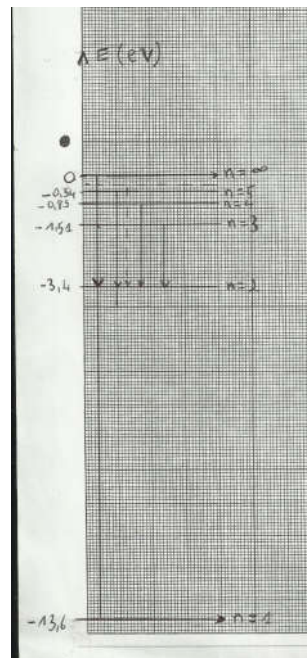 E (eV)
0 n = ∞
-0,54 n = 5
-0,85 n = 4
-1,51 n = 3
-3,4 n = 2
-13,6 n = 1